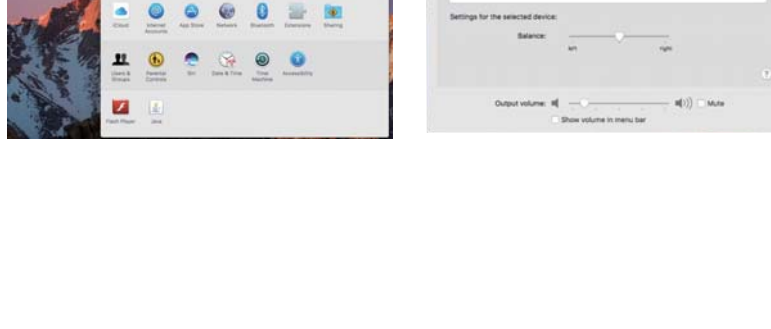 iCloud Internet Accounts App Store Network Bluetooth Extensions Sharing
Users & Groups Parental Controls Siri Date & Time Time Machine Accessibility
Flash Player Java
Settings for the selected device:
Balance:
left right
?
Output volume: Mute
Show volume in menu bar